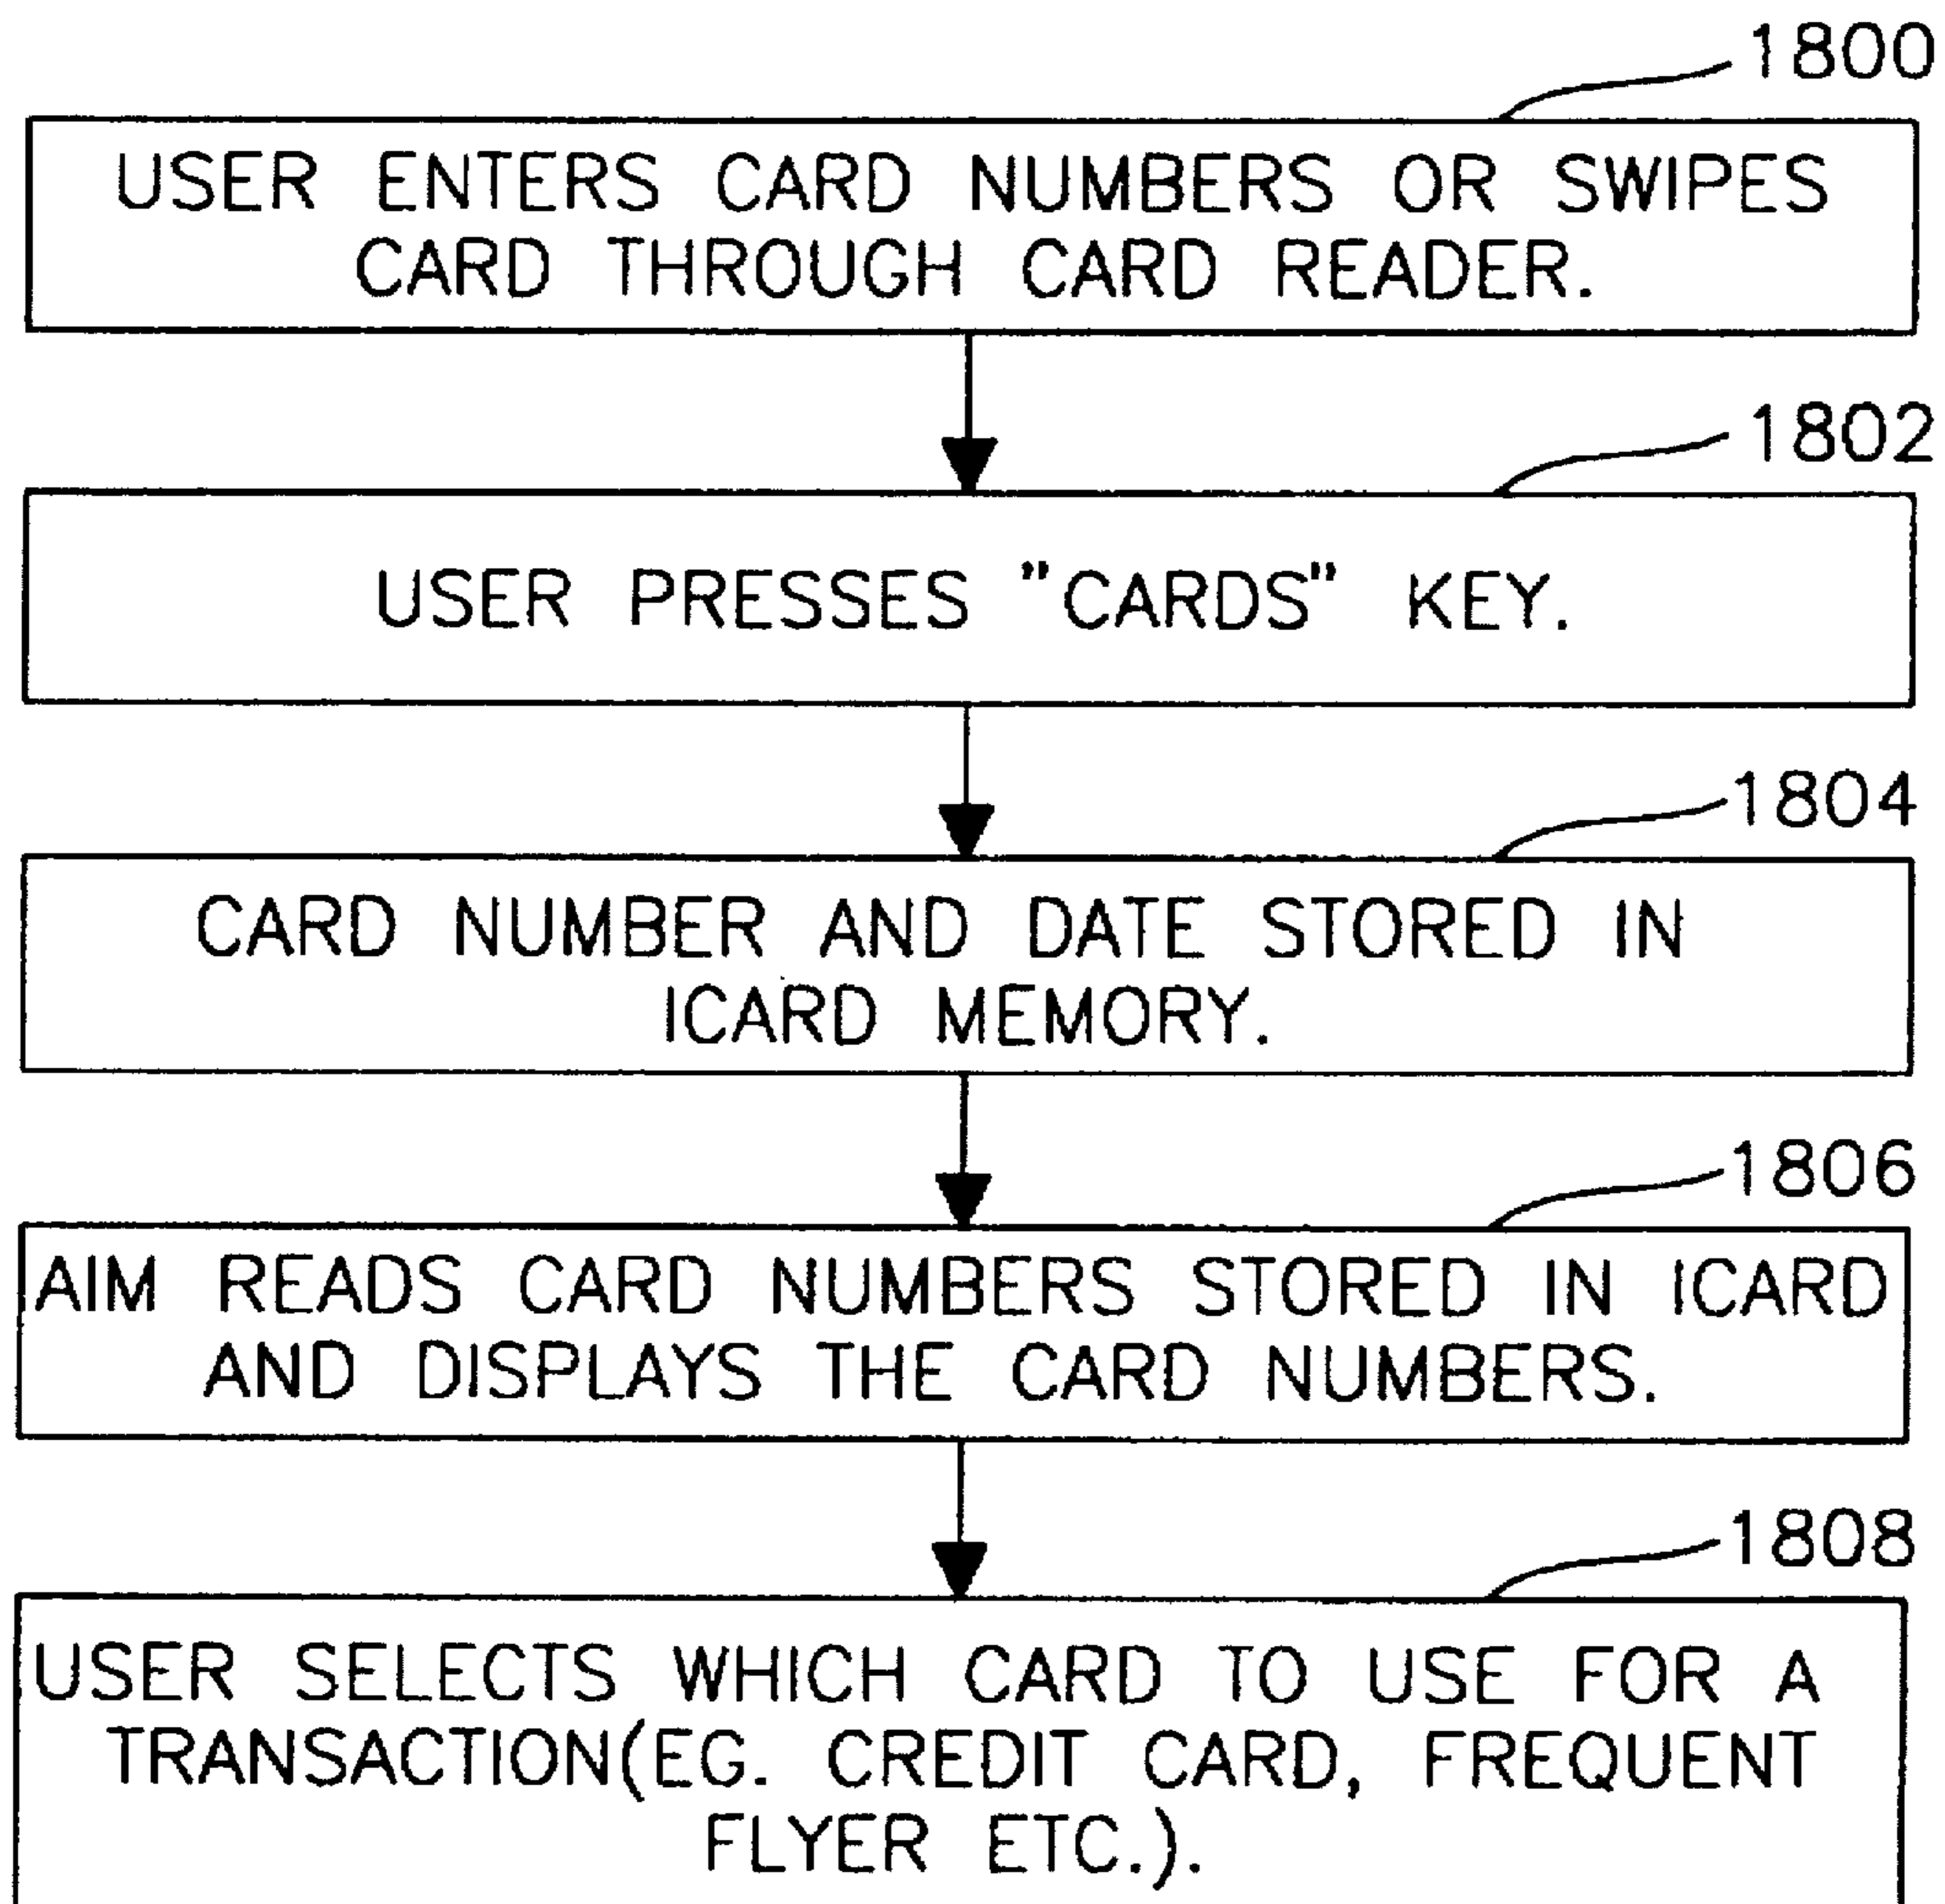 1800
USER ENTERS CARD NUMBERS OR SWIPES
CARD THROUGH CARD READER.
1802
USER PRESSES "CARDS" KEY.
1804
CARD NUMBER AND DATE STORED IN
ICARD MEMORY.
1806
AIM READS CARD NUMBERS STORED IN ICARD
AND DISPLAYS THE CARD NUMBERS.
1808
USER SELECTS WHICH CARD TO USE FOR A
TRANSACTION(EG. CREDIT CARD, FREQUENT
FLYER ETC.).